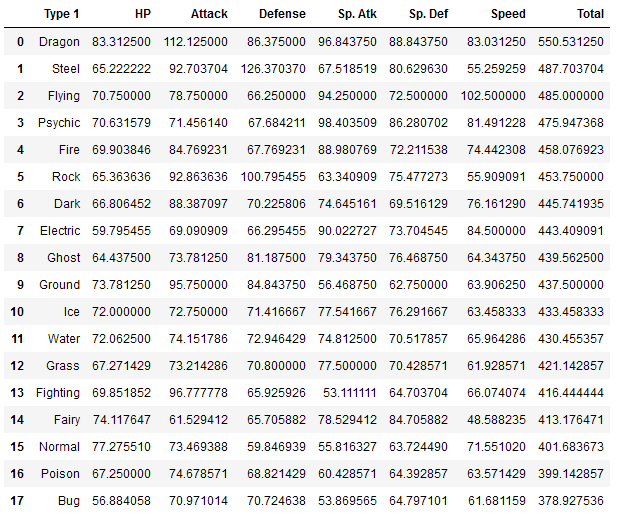 Type 1 HP Attack Defense Sp. Atk Sp. Def Speed Total
0 Dragon 83.312500 112.125000 86.375000 96.843750 88.843750 83.031250 550.531250
1 Steel 65.222222 92.703704 126.370370 67.518519 80.629630 55.259259 487.703704
2 Flying 70.750000 78.750000 66.250000 94.250000 72.500000 102.500000 485.000000
3 Psychic 70.631579 71.456140 67.684211 98.403509 86.280702 81.491228 475.947368
4 Fire 69.903846 84.769231 67.769231 88.980769 72.211538 74.442308 458.076923
5 Rock 65.363636 92.863636 100.795455 63.340909 75.477273 55.909091 453.750000
6 Dark 66.806452 88.387097 70.225806 74.645161 69.516129 76.161290 445.741935
7 Electric 59.795455 69.090909 66.295455 90.022727 73.704545 84.500000 443.409091
8 Ghost 64.437500 73.781250 81.187500 79.343750 76.468750 64.343750 439.562500
9 Ground 73.781250 95.750000 84.843750 56.468750 62.750000 63.906250 437.500000
10 Ice 72.000000 72.750000 71.416667 77.541667 76.291667 63.458333 433.458333
11 Water 72.062500 74.151786 72.946429 74.812500 70.517857 65.964286 430.455357
12 Grass 67.271429 73.214286 70.800000 77.500000 70.428571 61.928571 421.142857
13 Fighting 69.851852 96.777778 65.925926 53.111111 64.703704 66.074074 416.444444
14 Fairy 74.117647 61.529412 65.705882 78.529412 84.705882 48.588235 413.176471
15 Normal 77.275510 73.469388 59.846939 55.816327 63.724490 71.551020 401.683673
16 Poison 67.250000 74.678571 68.821429 60.428571 64.392857 63.571429 399.142857
17 Bug 56.884058 70.971014 70.724638 53.869565 64.797101 61.681159 378.927536